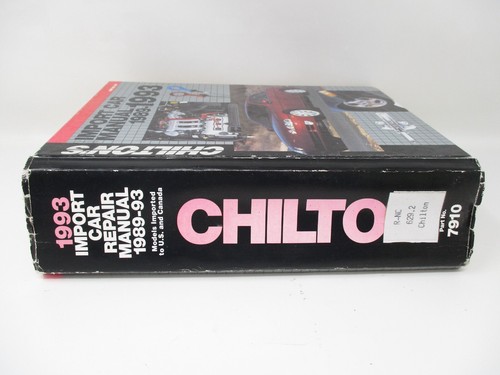 CHILTON'S
IMPORT CAR
MANUAL
1989-1993
1993
IMPORT
CAR
REPAIR
MANUAL
1989-93
Models Imported
to U.S. and Canada
CHILTO
R-NC
629.2
Chilton
Part No.
7910